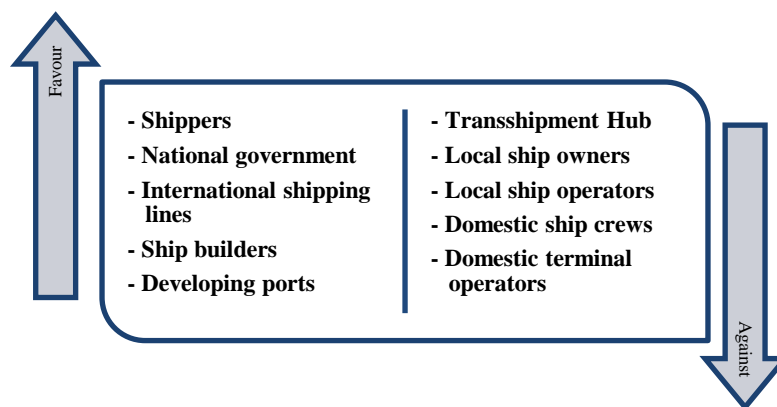 Favour
- Shippers
- National government
- International shipping
lines
- Ship builders
- Developing ports
- Transshipment Hub
- Local ship owners
- Local ship operators
- Domestic ship crews
- Domestic terminal
operators
Against